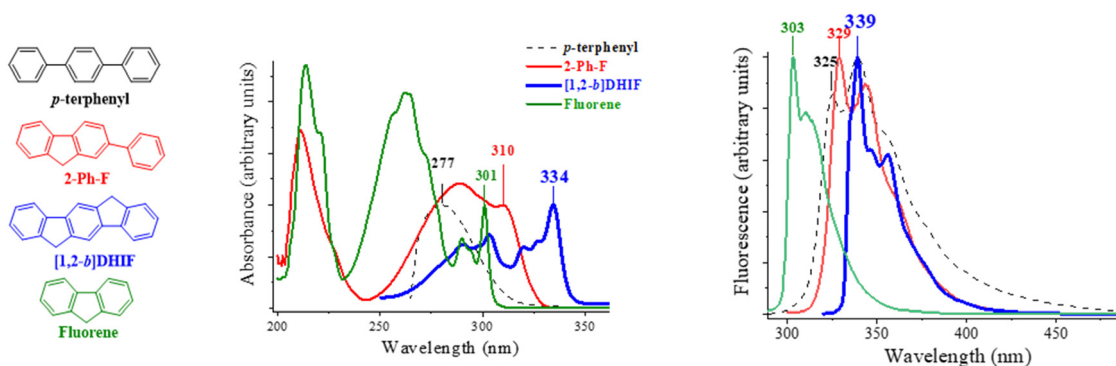 p-terphenyl
2-Ph-F
[1,2-b]DHIF
Fluorene
Absorbance (arbitrary units)
p-terphenyl
2-Ph-F
[1,2-b]DHIF
Fluorene
277
301
310
334
200
250
300
350
Wavelength (nm)
Fluorescence (arbitrary units)
303
325
329
339
300
350
400
450
Wavelength (nm)